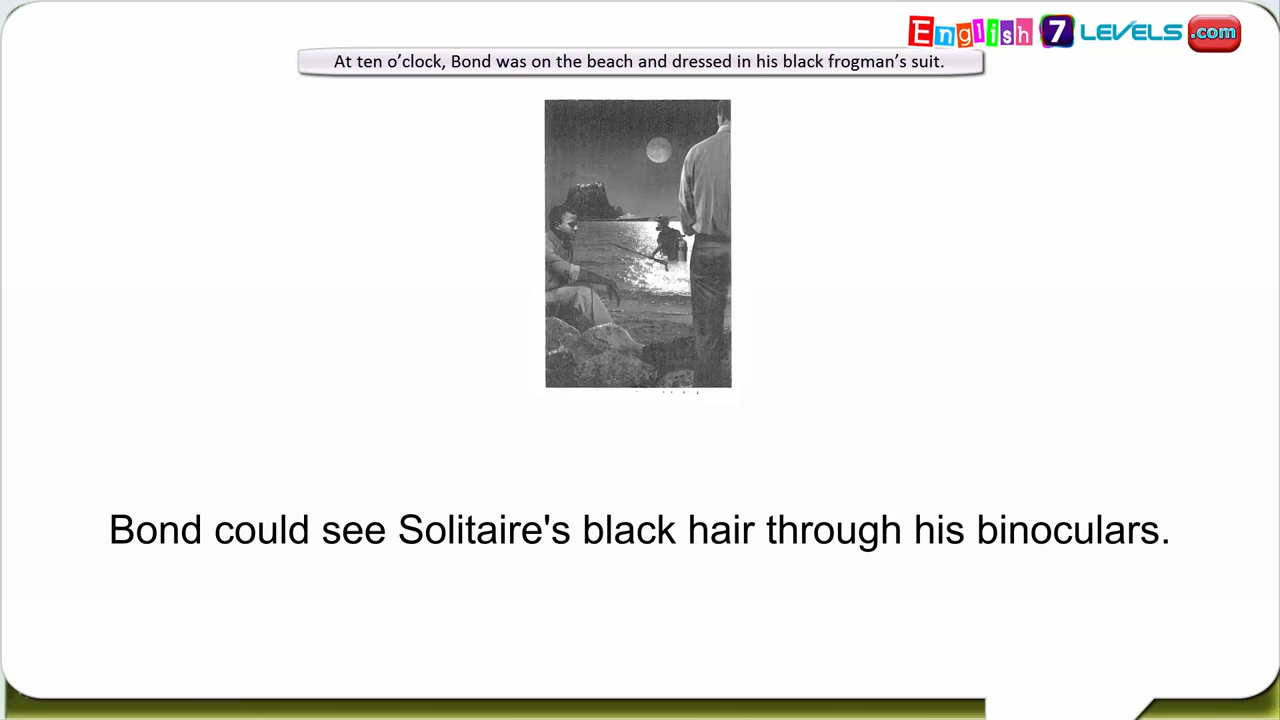 English 7 LEVELS .com
At ten o’clock, Bond was on the beach and dressed in his black frogman’s suit.
Bond could see Solitaire's black hair through his binoculars.